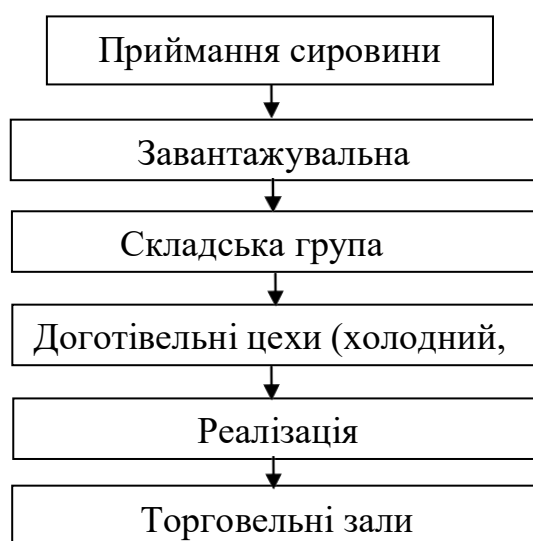 Приймання сировини
Завантажувальна
Складська група
Доготівельні цехи (холодний,
Реалізація
Торговельні зали